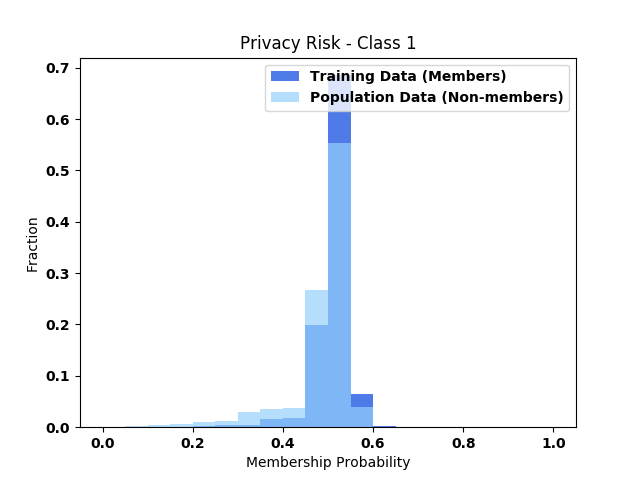 Privacy Risk - Class 1
Training Data (Members)
Population Data (Non-members)
0.7
0.6
0.5
0.4
0.3
0.2
0.1
0.0
Fraction
0.0 0.2 0.4 0.6 0.8 1.0
Membership Probability